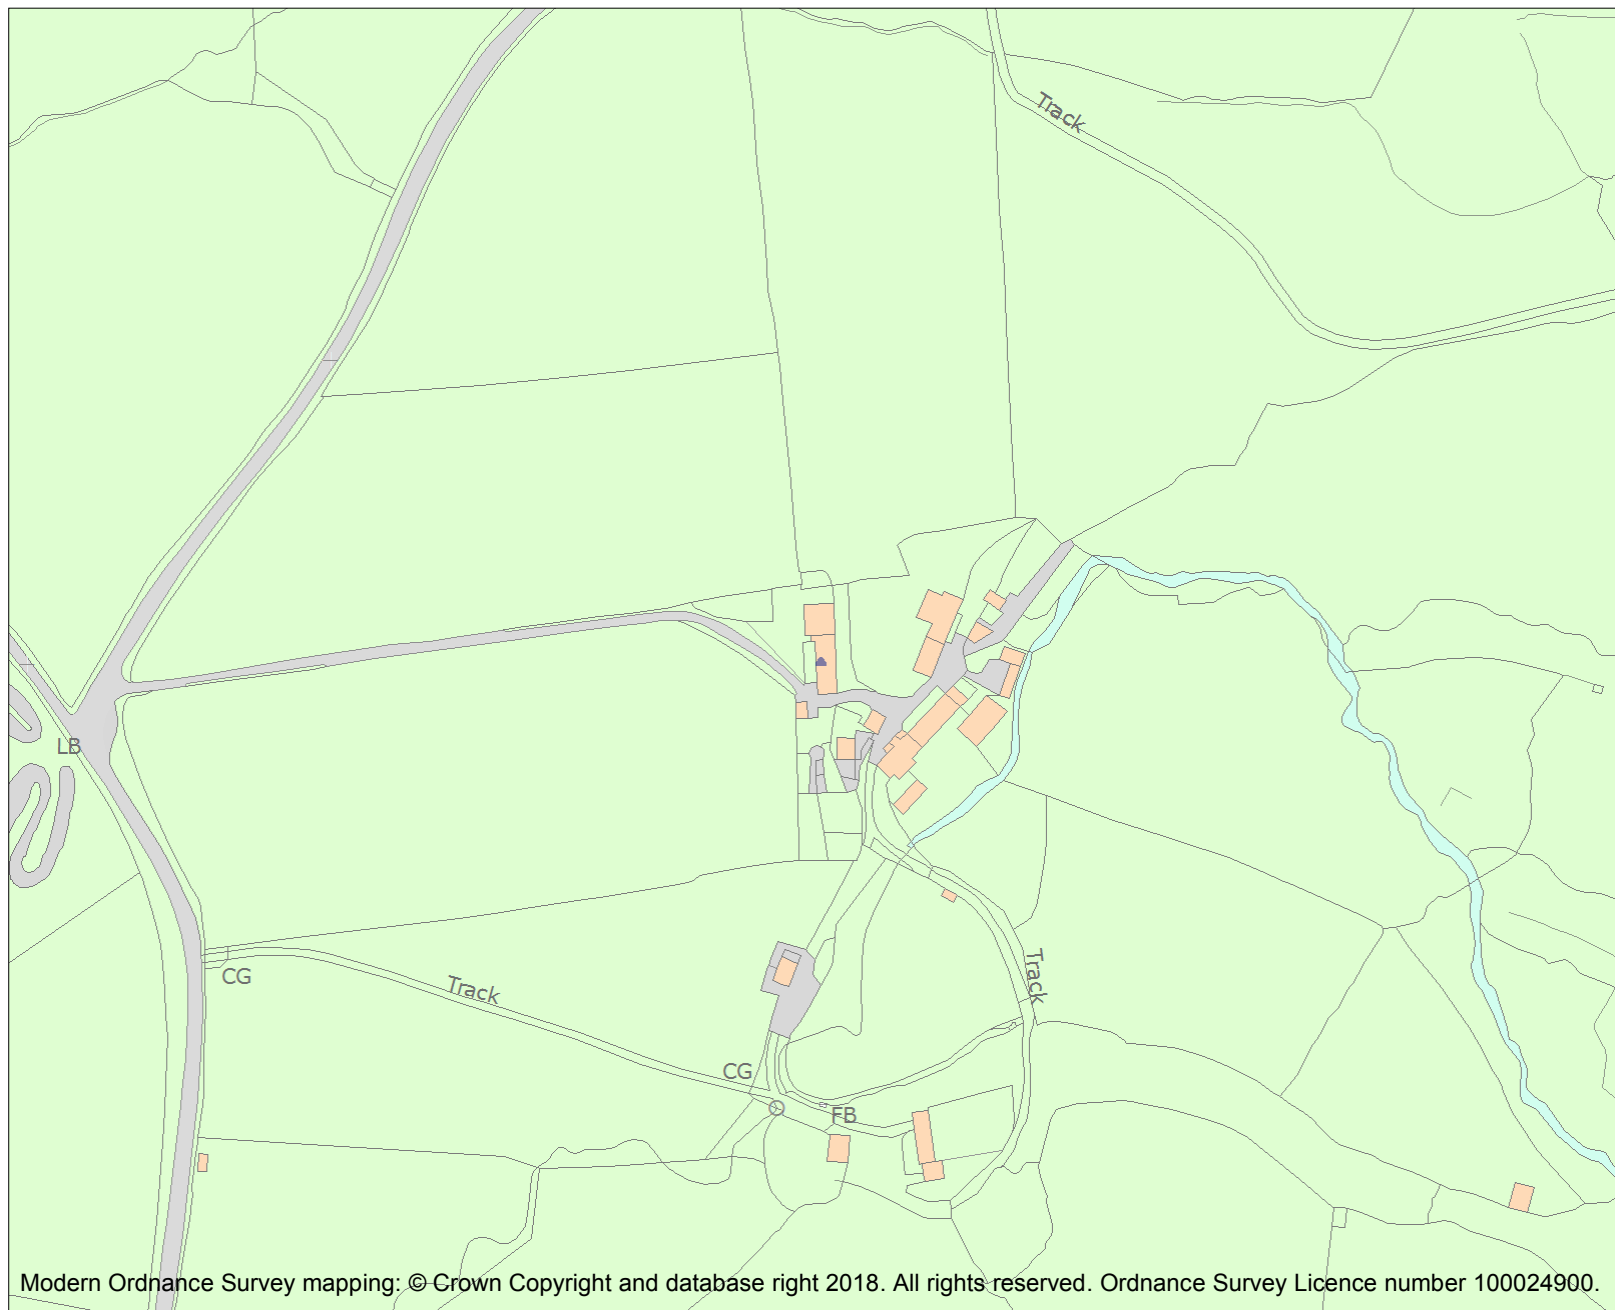 Track
LB
CG
Track
Track
CG
FB
Modern Ordnance Survey mapping: © Crown Copyright and database right 2018. All rights reserved. Ordnance Survey Licence number 100024900.